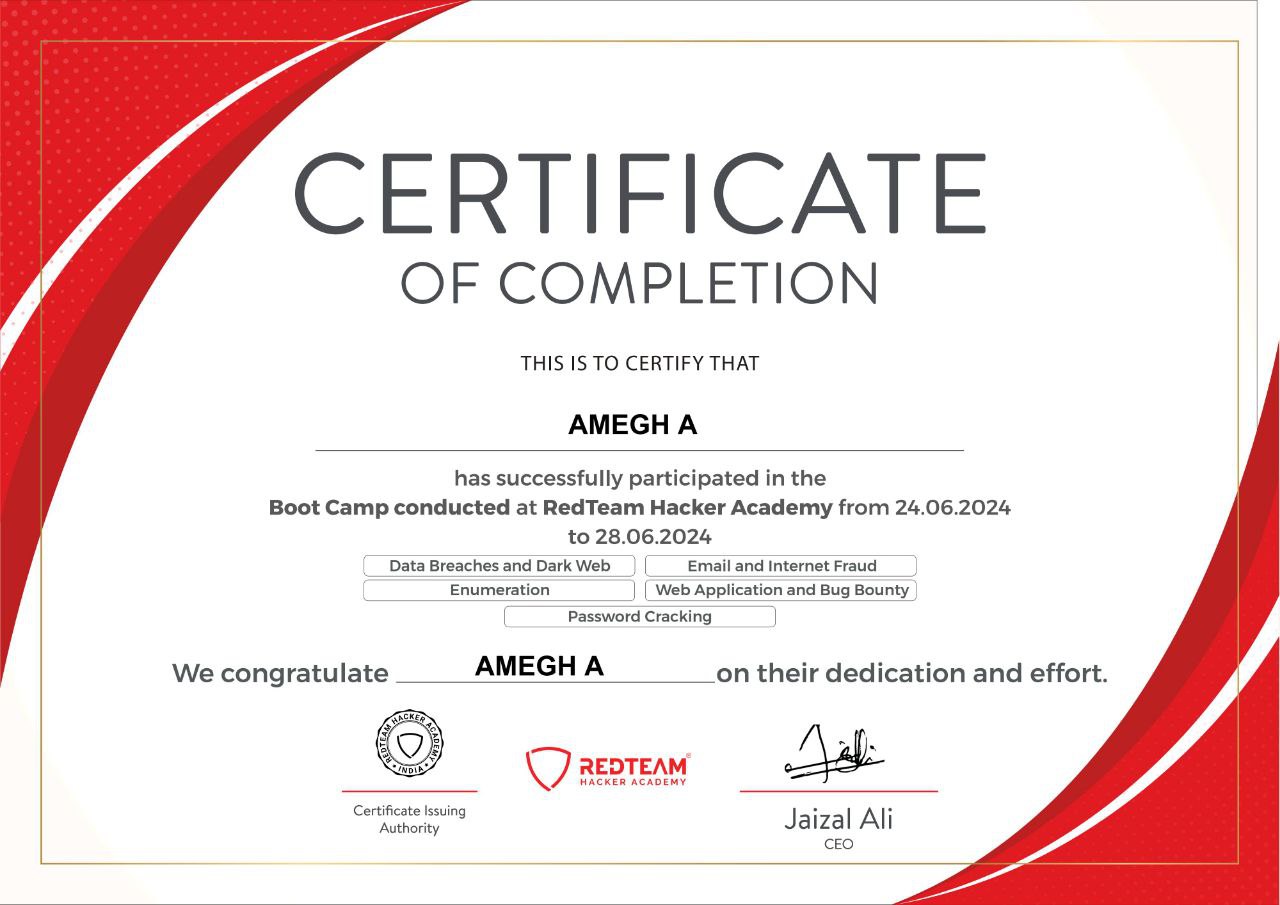 CERTIFICATE
OF COMPLETION
THIS IS TO CERTIFY THAT
AMEGH A
has successfully participated in the
Boot Camp conducted at RedTeam Hacker Academy from 24.06.2024
to 28.06.2024
Data Breaches and Dark Web
Email and Internet Fraud
Enumeration
Web Application and Bug Bounty
Password Cracking
We congratulate AMEGH A on their dedication and effort.
REDTEAM HACKER ACADEMY
INDIA
REDTEAM®
HACKER ACADEMY
Certificate Issuing
Authority
Jaizal Ali
CEO